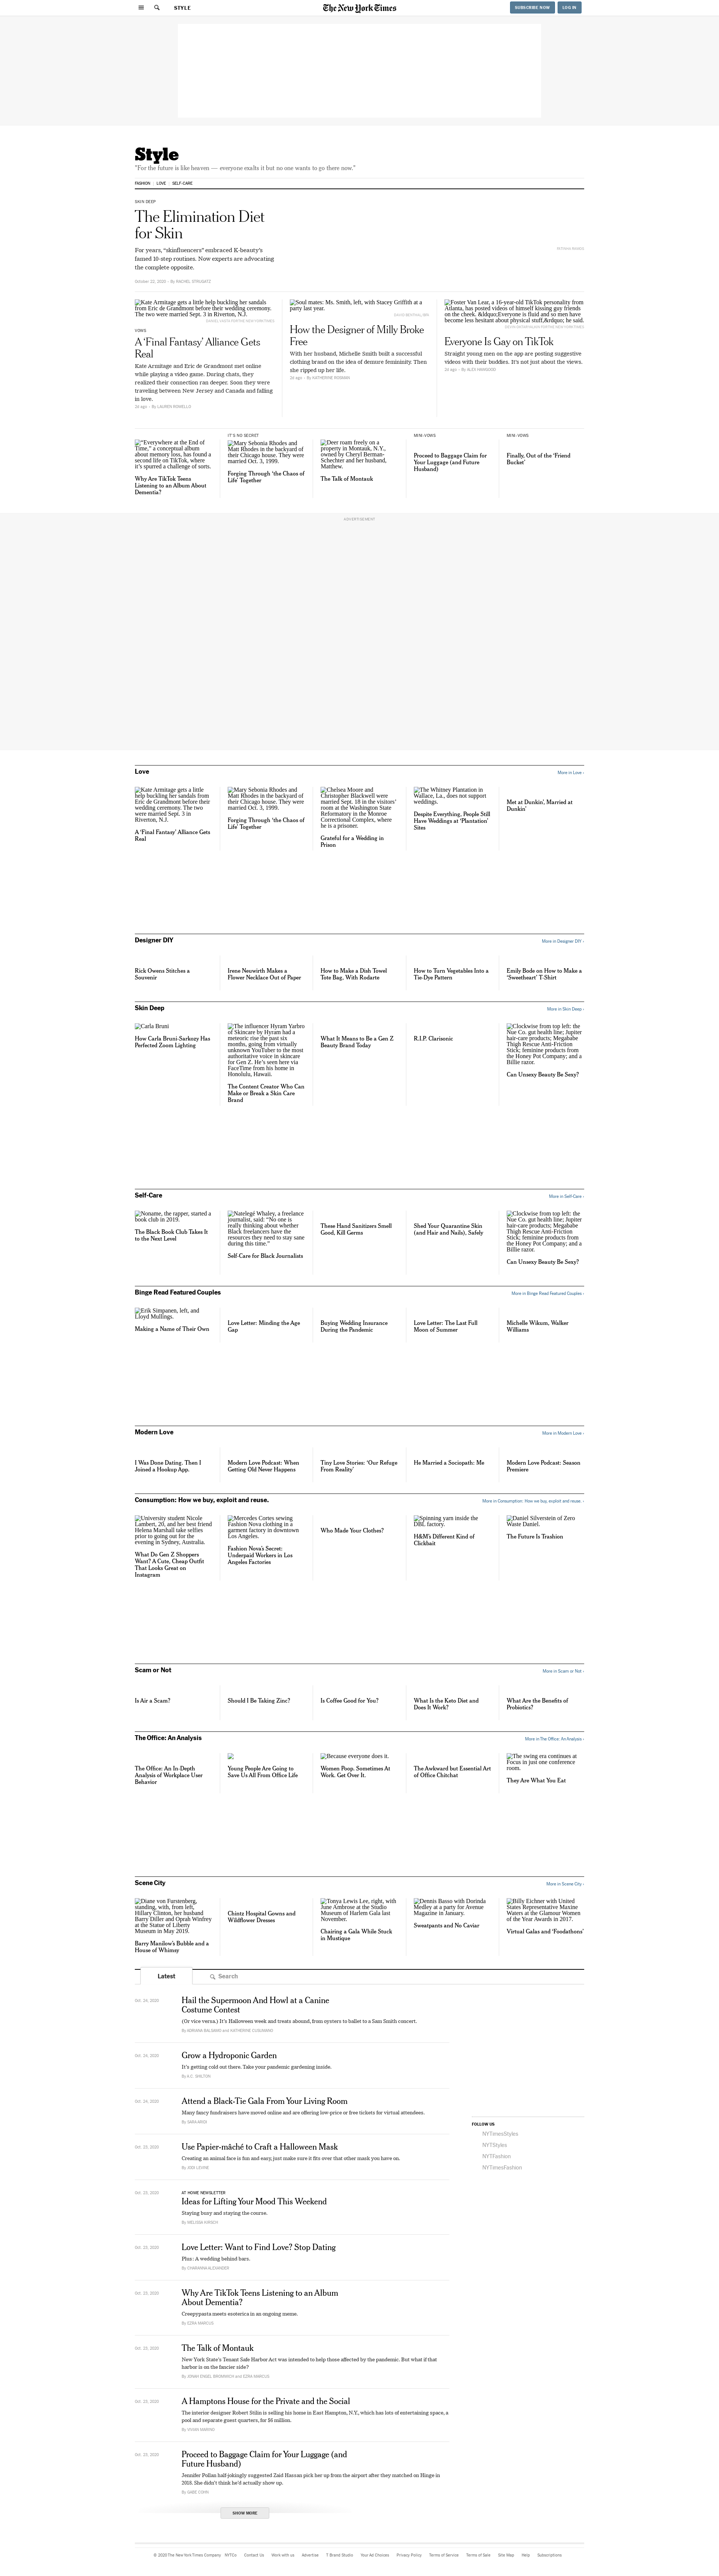 STYLE
The New York Times
SUBSCRIBE NOW
LOG IN
Style
"For the future is like heaven — everyone exalts it but no one wants to go there now."
FASHION
LOVE
SELF-CARE
SKIN DEEP
The Elimination Diet
for Skin
For years, "skinfluencers" embraced K-beauty's
famed 10-step routines. Now experts are advocating
the complete opposite.
Kate Armitage gets a little help buckling her sandals
from Eric de Grandmont before their wedding ceremony.
The two were married Sept. 3 in Riverton, N.J.
VOWS
A 'Final Fantasy' Alliance Gets
Real
Kate Armitage and Eric de Grandmont met online
while playing a video game. During chats, they
realized their connection ran deeper. Soon they were
traveling between New Jersey and Canada and falling
in love.
2d ago
Soul mates: Ms. Smith, left, with Stacey Griffith at a
party last year.
How the Designer of Milly Broke
Free
With her husband, Michelle Smith built a successful
clothing brand on the idea of demure femininity. Then
she ripped her life up.
2d ago
Foster Van Lear, a 16-year-old TikTok personality from
Atlanta, has posted videos of himself kissing guy friends
on the cheek. &ldquo;Everyone is fluid and so men have
become less hesitant about physical stuff,&rdquo; he said.
Everyone Is Gay on TikTok
Straight young men on the app are posting suggestive
videos with their buddies. It's not just about the views.
2d ago
"Everywhere at the End of
Time," a conceptual album
about memory loss, has found a
second life on TikTok, where
it's spurred a challenge of sorts.
Why Are TikTok Teens
Listening to an Album About
Dementia?
IT'S NO SECRET
Mary Sebonia Rhodes and
Matt Rhodes in the backyard of
their Chicago house. They were
married Oct. 3, 1999.
Forging Through 'the Chaos of
Life' Together
Deer roam freely on a
property in Montauk, N.Y.,
owned by Cheryl Berman-
Schechter and her husband,
Matthew.
The Talk of Montauk
MINI-VOWS
Proceed to Baggage Claim for
Your Luggage (and Future
Husband)
MINI-VOWS
Finally, Out of the 'Friend
Bucket'
ADVERTISEMENT
Love
More in Love ›
Kate Armitage gets a little
help buckling her sandals from
Eric de Grandmont before their
wedding ceremony. The two
were married Sept. 3 in
Riverton, N.J.
A 'Final Fantasy' Alliance Gets
Real
Mary Sebonia Rhodes and
Matt Rhodes in the backyard of
their Chicago house. They were
married Oct. 3, 1999.
Forging Through 'the Chaos of
Life' Together
Chelsea Moore and
Christopher Blackwell were
married Sept. 18 in the visitors'
room at the Washington State
Reformatory in the Monroe
Correctional Complex, where
he is a prisoner.
Grateful for a Wedding in
Prison
The Whitney Plantation in
Wallace, La., does not support
weddings.
Despite Everything, People Still
Have Weddings at 'Plantation'
Sites
Met at Dunkin', Married at
Dunkin'
Designer DIY
More in Designer DIY ›
Rick Owens Stitches a
Souvenir
Irene Neuwirth Makes a
Flower Necklace Out of Paper
How to Make a Dish Towel
Tote Bag, With Rodarte
How to Turn Vegetables Into a
Tie-Dye Pattern
Emily Bode on How to Make a
'Sweetheart' T-Shirt
Skin Deep
More in Skin Deep ›
Carla Bruni
How Carla Bruni-Sarkozy Has
Perfected Zoom Lighting
The influencer Hyram Yarbro
of Skincare by Hyram had a
meteoric rise the past six
months, going from virtually
unknown YouTuber to the most
authoritative voice in skincare
for Gen Z. He's seen here via
FaceTime from his home in
Honolulu, Hawaii.
The Content Creator Who Can
Make or Break a Skin Care
Brand
What It Means to Be a Gen Z
Beauty Brand Today
R.I.P. Clarisonic
Clockwise from top left: the
Nue Co. gut health line; Jupiter
hair-care products; Megababe
Thigh Rescue Anti-Friction
Stick; feminine products from
the Honey Pot Company; and a
Billie razor.
Can Unsexy Beauty Be Sexy?
Self-Care
More in Self-Care ›
Noname, the rapper, started a
book club in 2019.
The Black Book Club Takes It
to the Next Level
Natelegé Whaley, a freelance
journalist, said: "No one is
really thinking about whether
Black freelancers have the
resources they need to stay sane
during this time."
Self-Care for Black Journalists
These Hand Sanitizers Smell
Good, Kill Germs
Shed Your Quarantine Skin
(and Hair and Nails), Safely
Clockwise from top left: the
Nue Co. gut health line; Jupiter
hair-care products; Megababe
Thigh Rescue Anti-Friction
Stick; feminine products from
the Honey Pot Company; and a
Billie razor.
Can Unsexy Beauty Be Sexy?
Binge Read Featured Couples
More in Binge Read Featured Couples ›
Erik Simpanen, left, and
Lloyd Mullings.
Making a Name of Their Own
Love Letter: Minding the Age
Gap
Buying Wedding Insurance
During the Pandemic
Love Letter: The Last Full
Moon of Summer
Michelle Wikum, Walker
Williams
Modern Love
More in Modern Love ›
I Was Done Dating. Then I
Joined a Hookup App.
Modern Love Podcast: When
Getting Old Never Happens
Tiny Love Stories: 'Our Refuge
From Reality'
He Married a Sociopath: Me
Modern Love Podcast: Season
Premiere
Consumption: How we buy, exploit and reuse.
More in Consumption: How we buy, exploit and reuse. ›
University student Nicole
Lambert, 20, and her best friend
Helena Marshall take selfies
prior to going out for the
evening in Sydney, Australia.
What Do Gen Z Shoppers
Want? A Cute, Cheap Outfit
That Looks Great on
Instagram
Mercedes Cortes sewing
Fashion Nova clothing in a
garment factory in downtown
Los Angeles.
Fashion Nova's Secret:
Underpaid Workers in Los
Angeles Factories
Who Made Your Clothes?
Spinning yarn inside the
DBL factory.
H&M's Different Kind of
Clickbait
Daniel Silverstein of Zero
Waste Daniel.
The Future Is Trashion
Scam or Not
More in Scam or Not ›
Is Air a Scam?
Should I Be Taking Zinc?
Is Coffee Good for You?
What Is the Keto Diet and
Does It Work?
What Are the Benefits of
Probiotics?
The Office: An Analysis
More in The Office: An Analysis ›
The Office: An In-Depth
Analysis of Workplace User
Behavior
Young People Are Going to
Save Us All From Office Life
Because everyone does it.
Women Poop. Sometimes At
Work. Get Over It.
The Awkward but Essential Art
of Office Chitchat
The swing era continues at
Focus in just one conference
room.
They Are What You Eat
Scene City
More in Scene City ›
Diane von Furstenberg,
standing, with, from left,
Hillary Clinton, her husband
Barry Diller and Oprah Winfrey
at the Statue of Liberty
Museum in May 2019.
Barry Manilow's Bubble and a
House of Whimsy
Chintz Hospital Gowns and
Wildflower Dresses
Tonya Lewis Lee, right, with
June Ambrose at the Studio
Museum of Harlem Gala last
November.
Chairing a Gala While Stuck
in Mustique
Dennis Basso with Dorinda
Medley at a party for Avenue
Magazine in January.
Sweatpants and No Caviar
Billy Eichner with United
States Representative Maxine
Waters at the Glamour Women
of the Year Awards in 2017.
Virtual Galas and 'Foodathons'
Latest
Search
Oct. 24, 2020
Hail the Supermoon And Howl at a Canine
Costume Contest
(Or vice versa.) It's Halloween week and treats abound, from oysters to ballet to a Sam Smith concert.
Oct. 24, 2020
Grow a Hydroponic Garden
It's getting cold out there. Take your pandemic gardening inside.
Oct. 24, 2020
Attend a Black-Tie Gala From Your Living Room
Many fancy fundraisers have moved online and are offering low-price or free tickets for virtual attendees.
Oct. 23, 2020
Use Papier-mâché to Craft a Halloween Mask
Creating an animal face is fun and easy, just make sure it fits over that other mask you have on.
Oct. 23, 2020
AT HOME NEWSLETTER
Ideas for Lifting Your Mood This Weekend
Staying busy and staying the course.
By MELISSA KIRSCH
Love Letter: Want to Find Love? Stop Dating
Plus: A wedding behind bars.
Why Are TikTok Teens Listening to an Album
About Dementia?
Creepypasta meets esoterica in an ongoing meme.
By EZRA MARCUS
The Talk of Montauk
New York State's Tenant Safe Harbor Act was intended to help those affected by the pandemic. But what if that
harbor is on the fancier side?
A Hamptons House for the Private and the Social
The interior designer Robert Stilin is selling his home in East Hampton, N.Y., which has lots of entertaining space, a
pool and separate guest quarters, for $6 million.
By VIVIAN MARINO
Proceed to Baggage Claim for Your Luggage (and
Future Husband)
Jennifer Pollan half-jokingly suggested Zaid Hassan pick her up from the airport after they matched on Hinge in
2018. She didn't think he'd actually show up.
SHOW MORE
FOLLOW US
NYTimesStyles
NYTStyles
NYTFashion
NYTimesFashion
© 2020 The New York Times Company
NYTCo
Contact Us
Work with us
Advertise
T Brand Studio
Your Ad Choices
Privacy Policy
Terms of Service
Terms of Sale
Site Map
Help
Subscriptions